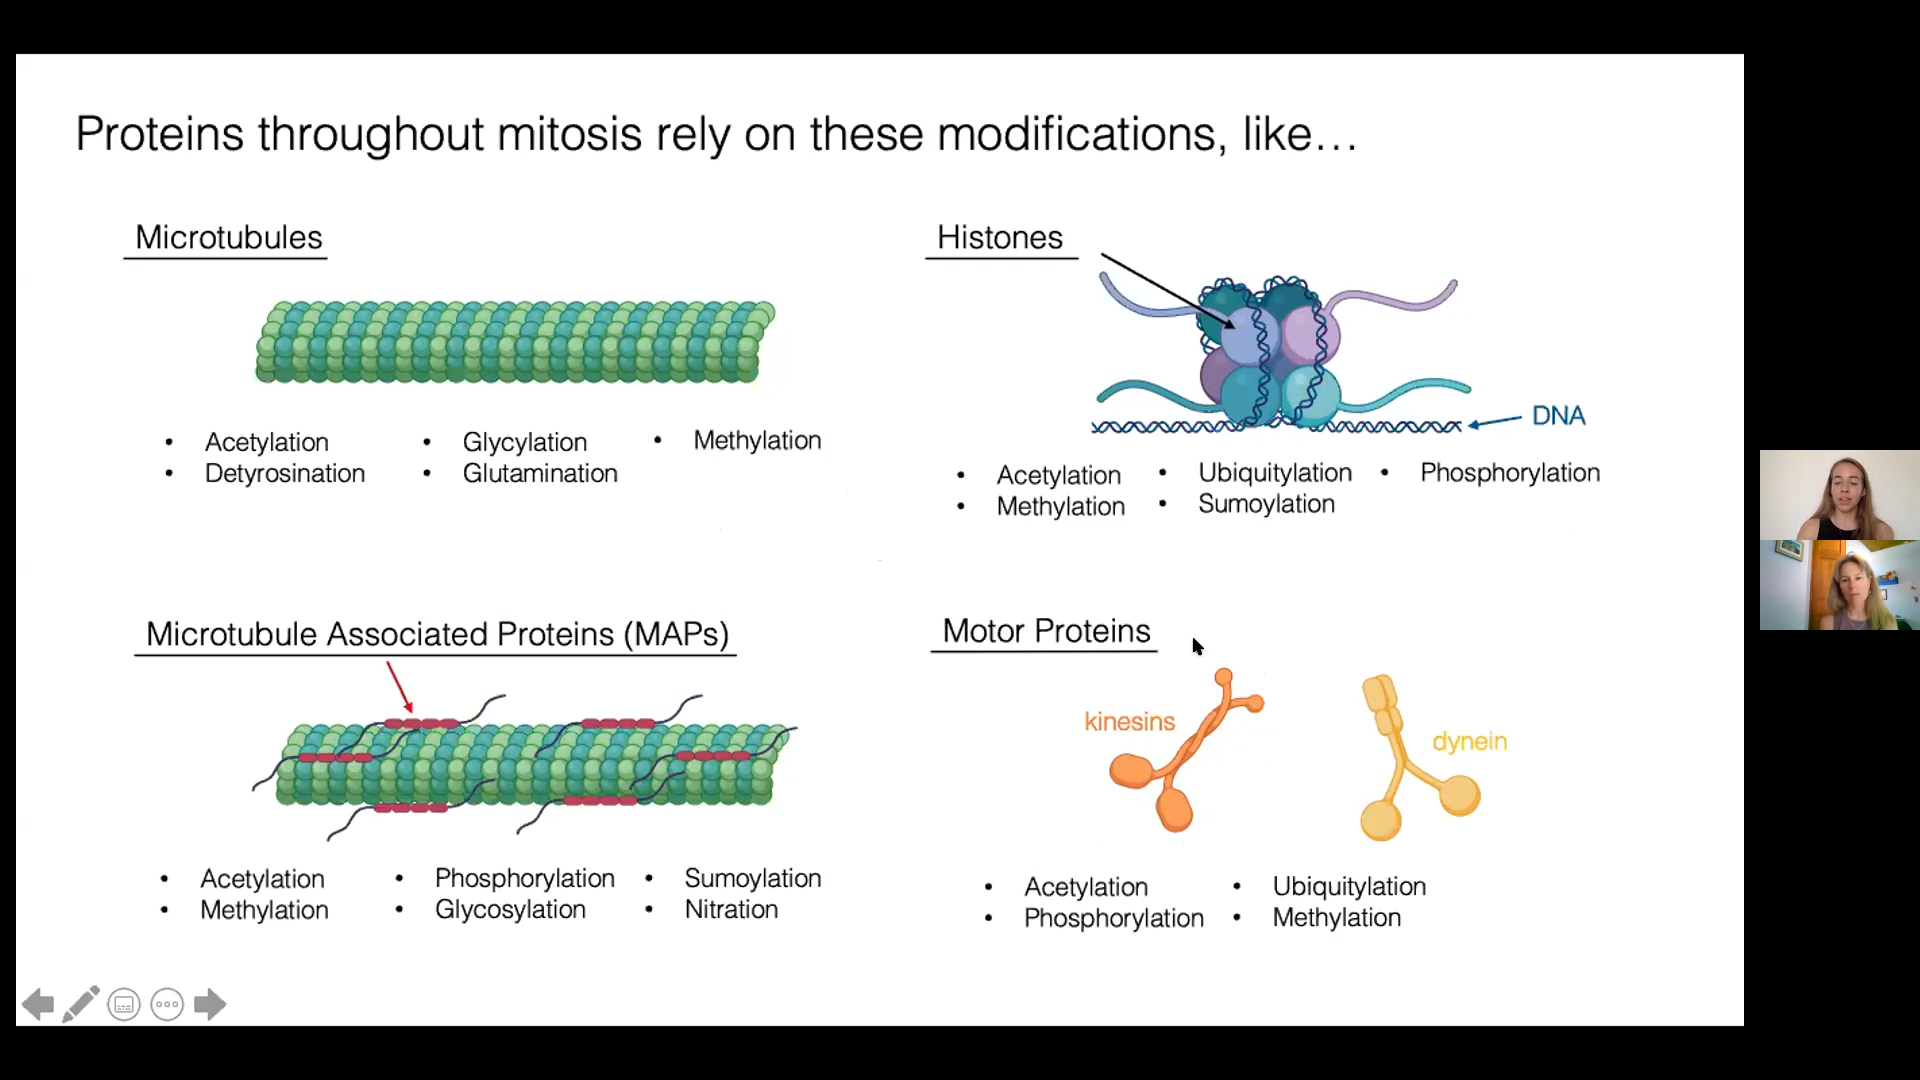 Proteins throughout mitosis rely on these modifications, like…
Microtubules
• Acetylation
• Detyrosination
• Glycylation
• Glutamination
• Methylation
Histones
DNA
• Acetylation
• Methylation
• Ubiquitylation
• Sumoylation
• Phosphorylation
Microtubule Associated Proteins (MAPs)
• Acetylation
• Methylation
• Phosphorylation
• Glycosylation
• Sumoylation
• Nitration
Motor Proteins
kinesins
dynein
• Acetylation
• Phosphorylation
• Ubiquitylation
• Methylation